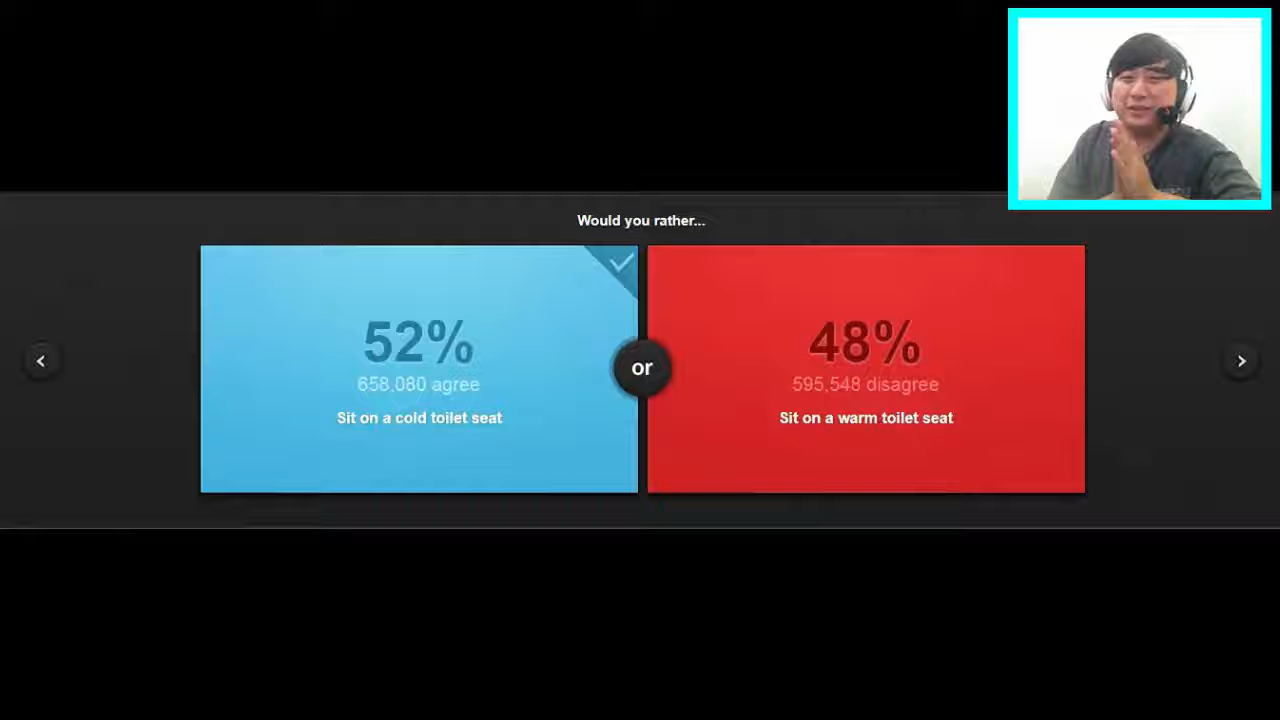 Would you rather...
52%
658,080 agree
Sit on a cold toilet seat
or
48%
595,548 disagree
Sit on a warm toilet seat